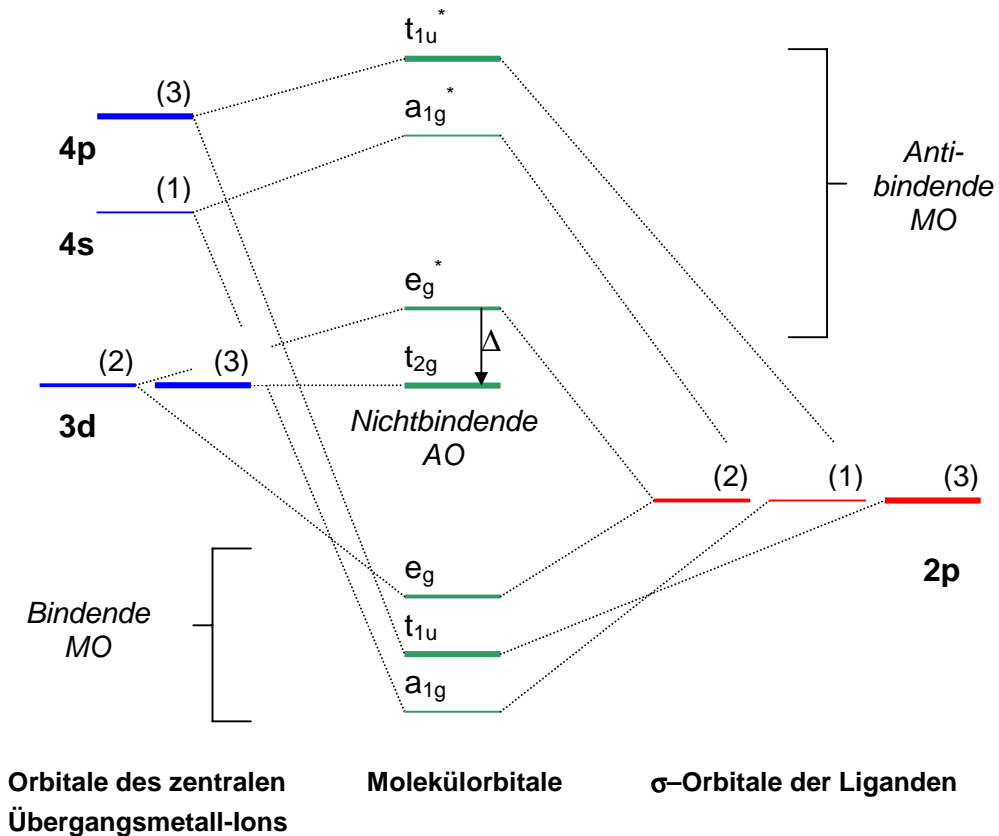 t1u*
(3)
a1g*
4p
(1)
Anti-
bindende
MO
4s
eg*
Δ
(2)
(3)
t2g
3d
Nichtbindende
AO
(2)
(1)
(3)
eg
2p
Bindende
MO
t1u
a1g
Orbitale des zentralen
Übergangsmetall-Ions
Molekülorbitale
σ–Orbitale der Liganden